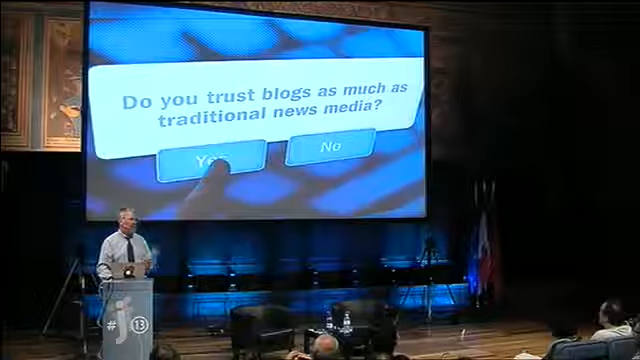 Do you trust blogs as much as
traditional news media?
Yes
No
#j
13